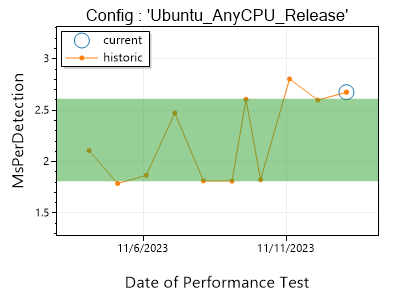 Config : 'Ubuntu_AnyCPU_Release'
current
historic
MsPerDetection
3
2.5
2
1.5
11/6/2023
11/11/2023
Date of Performance Test